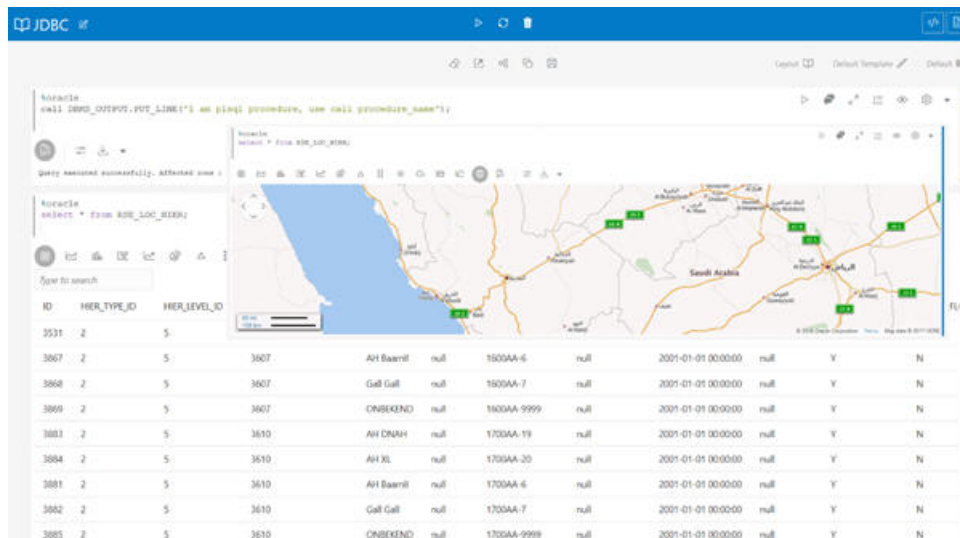 JDBC
Layout Default Template Default
%oracle
call DBMS_OUTPUT.PUT_LINE("I am plsql procedure, use call procedure_name");
Query executed successfully. Affected rows :
%oracle
select * from RSE_LOC_HIER;
%oracle
select * from RSE_LOC_HIER;
Saudi Arabia
الرياض
Type to search
ID HIER_TYPE_ID HIER_LEVEL_ID
3531 2 5
3867 2 5 3607 AH Baarnil null 1600AA-6 null 2001-01-01 00:00:00 null Y N
3868 2 5 3607 Gall Gall null 1600AA-7 null 2001-01-01 00:00:00 null Y N
3869 2 5 3607 ONBEKEND null 1600AA-9999 null 2001-01-01 00:00:00 null Y N
3883 2 5 3610 AH DNAH null 1700AA-19 null 2001-01-01 00:00:00 null Y N
3884 2 5 3610 AH XL null 1700AA-20 null 2001-01-01 00:00:00 null Y N
3881 2 5 3610 AH Baarnil null 1700AA-6 null 2001-01-01 00:00:00 null Y N
3882 2 5 3610 Gall Gall null 1700AA-7 null 2001-01-01 00:00:00 null Y N
3885 2 5 3610 ONBEKEND null 1700AA-9999 null 2001-01-01 00:00:00 null Y N